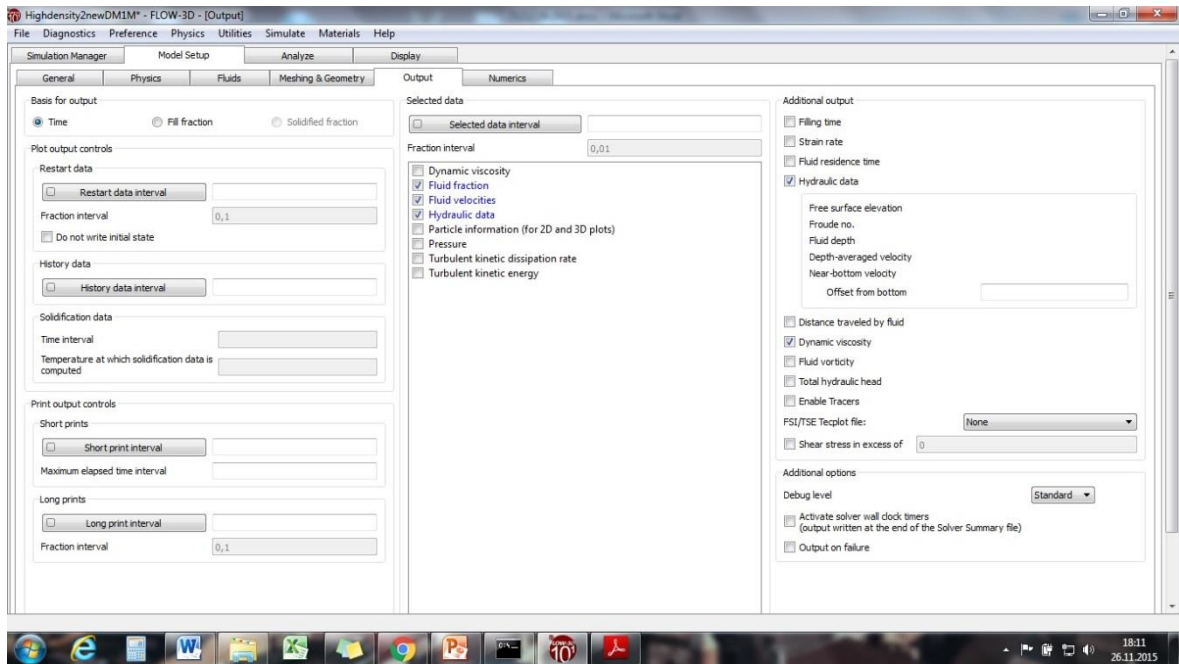 Highdensity2newDM1M* - FLOW-3D - [Output]
File Diagnostics Preference Physics Utilities Simulate Materials Help
Simulation Manager Model Setup Analyze Display
General Physics Fluids Meshing & Geometry Output Numerics
Basis for output
Time Fill fraction Solidified fraction
Plot output controls
Restart data
Restart data interval
Fraction interval 0,1
Do not write initial state
History data
History data interval
Solidification data
Time interval
Temperature at which solidification data is
computed
Print output controls
Short prints
Short print interval
Maximum elapsed time interval
Long prints
Long print interval
Fraction interval 0,1
Selected data
Selected data interval
Fraction interval 0,01
Dynamic viscosity
Fluid fraction
Fluid velocities
Hydraulic data
Particle information (for 2D and 3D plots)
Pressure
Turbulent kinetic dissipation rate
Turbulent kinetic energy
Additional output
Filling time
Strain rate
Fluid residence time
Hydraulic data
Free surface elevation
Froude no.
Fluid depth
Depth-averaged velocity
Near-bottom velocity
Offset from bottom
Distance traveled by fluid
Dynamic viscosity
Fluid vorticity
Total hydraulic head
Enable Tracers
FSI/TSE Tecplot file: None
Shear stress in excess of 0
Additional options
Debug level Standard
Activate solver wall clock timers
(output written at the end of the Solver Summary file)
Output on failure
18:11
26.11.2015